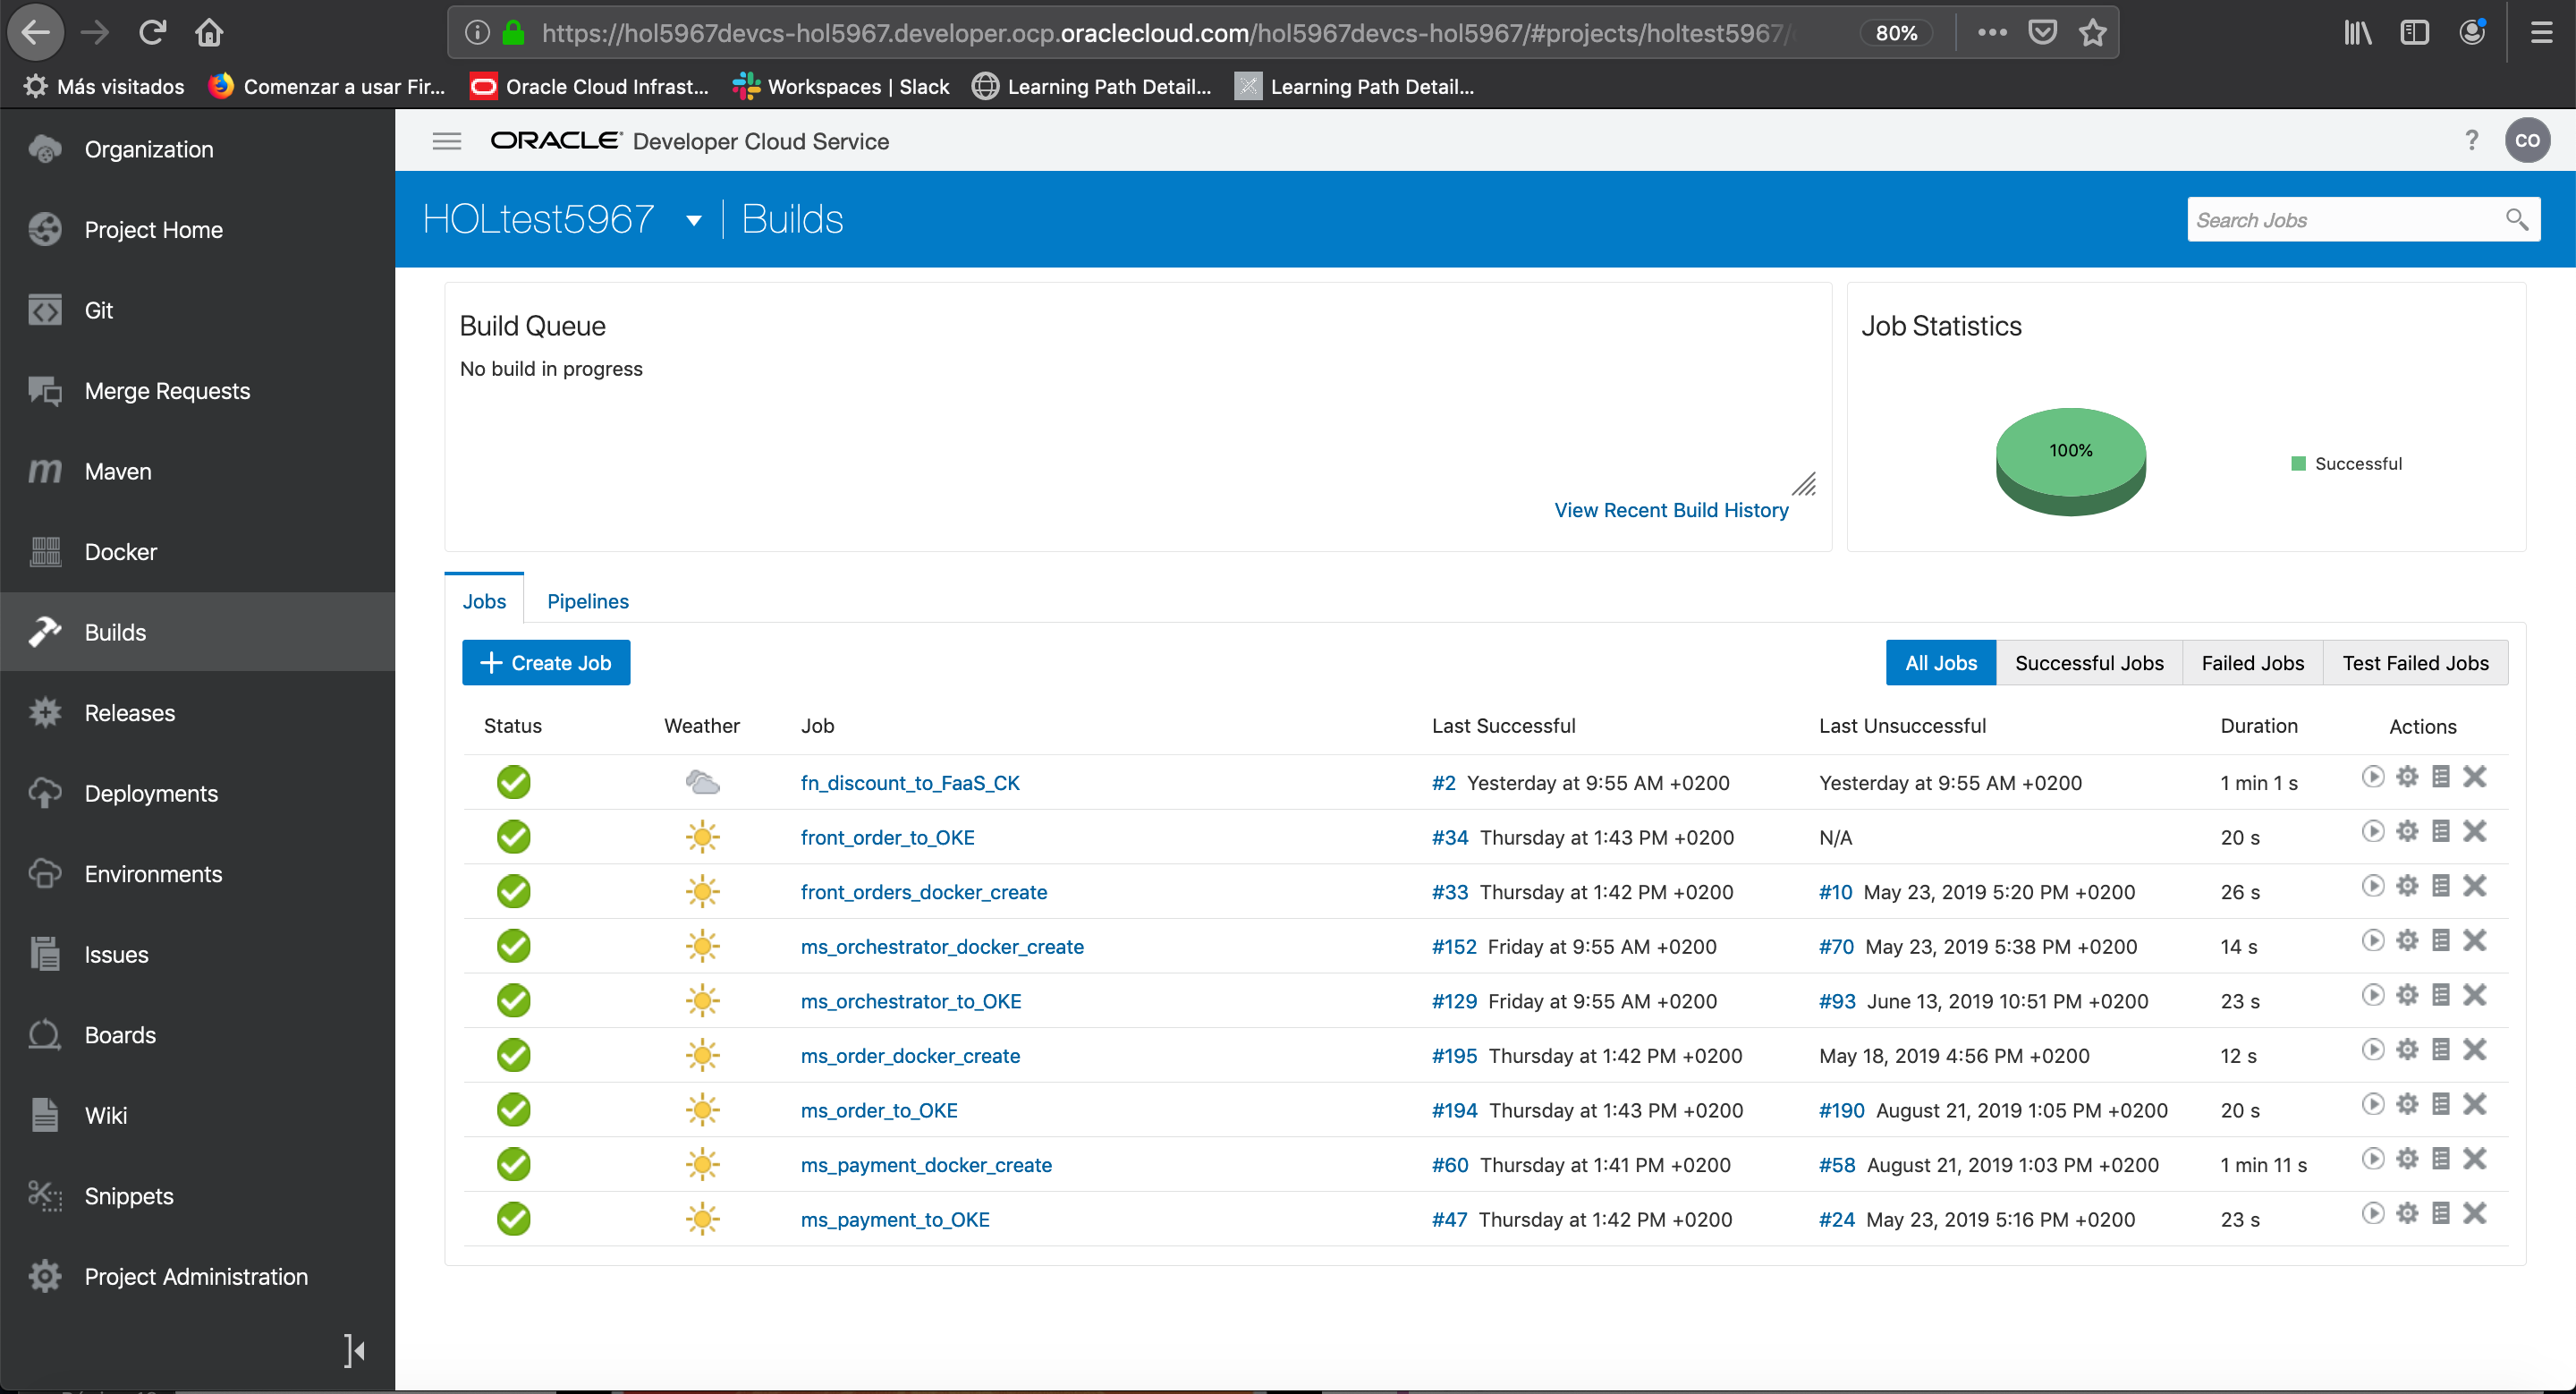 https://hol5967devcs-hol5967.developer.ocp.oraclecloud.com/hol5967devcs-hol5967/#projects/holtest5967/
80%
Más visitados
Comenzar a usar Fir...
Oracle Cloud Infrast...
Workspaces | Slack
Learning Path Detail...
Learning Path Detail...
Organization
Project Home
Git
Merge Requests
Maven
Docker
Builds
Releases
Deployments
Environments
Issues
Boards
Wiki
Snippets
Project Administration
ORACLE Developer Cloud Service
?
CO
HOLtest5967 Builds
Search Jobs
Build Queue
No build in progress
View Recent Build History
Job Statistics
100%
Successful
Jobs Pipelines
Create Job
All Jobs Successful Jobs Failed Jobs Test Failed Jobs
Status Weather Job Last Successful Last Unsuccessful Duration Actions
fn_discount_to_FaaS_CK #2 Yesterday at 9:55 AM +0200 Yesterday at 9:55 AM +0200 1 min 1 s
front_order_to_OKE #34 Thursday at 1:43 PM +0200 N/A 20 s
front_orders_docker_create #33 Thursday at 1:42 PM +0200 #10 May 23, 2019 5:20 PM +0200 26 s
ms_orchestrator_docker_create #152 Friday at 9:55 AM +0200 #70 May 23, 2019 5:38 PM +0200 14 s
ms_orchestrator_to_OKE #129 Friday at 9:55 AM +0200 #93 June 13, 2019 10:51 PM +0200 23 s
ms_order_docker_create #195 Thursday at 1:42 PM +0200 May 18, 2019 4:56 PM +0200 12 s
ms_order_to_OKE #194 Thursday at 1:43 PM +0200 #190 August 21, 2019 1:05 PM +0200 20 s
ms_payment_docker_create #60 Thursday at 1:41 PM +0200 #58 August 21, 2019 1:03 PM +0200 1 min 11 s
ms_payment_to_OKE #47 Thursday at 1:42 PM +0200 #24 May 23, 2019 5:16 PM +0200 23 s